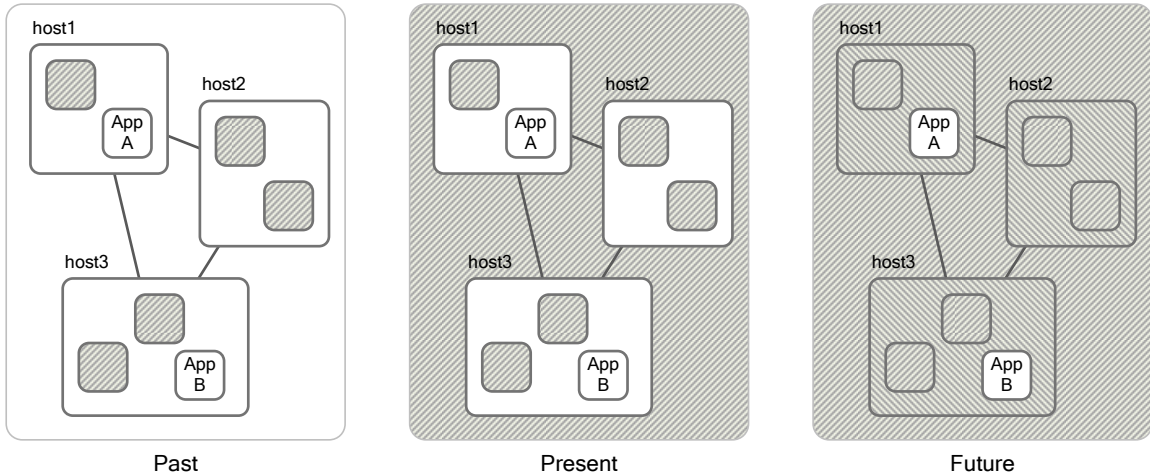 host1
host2
App
A
host3
App
B
Past
host1
host2
App
A
host3
App
B
Present
host1
host2
App
A
host3
App
B
Future